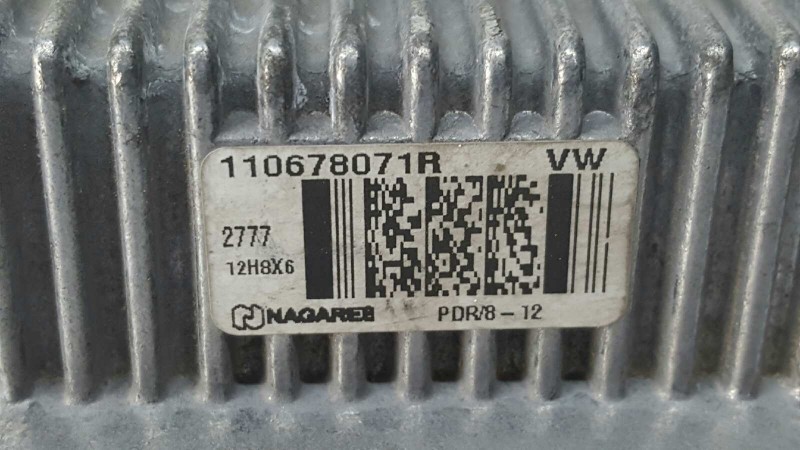 110678071R VW
2777
12H8X6
NAGARES PDR/8-12